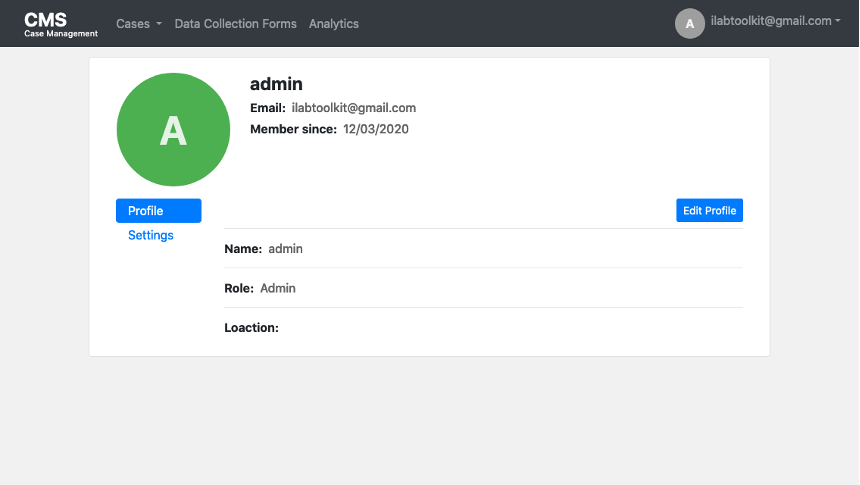 CMS
Case Management
Cases
Data Collection Forms
Analytics
A
ilabtoolkit@gmail.com
A
admin
Email: ilabtoolkit@gmail.com
Member since: 12/03/2020
Profile
Settings
Edit Profile
Name: admin
Role: Admin
Loaction: